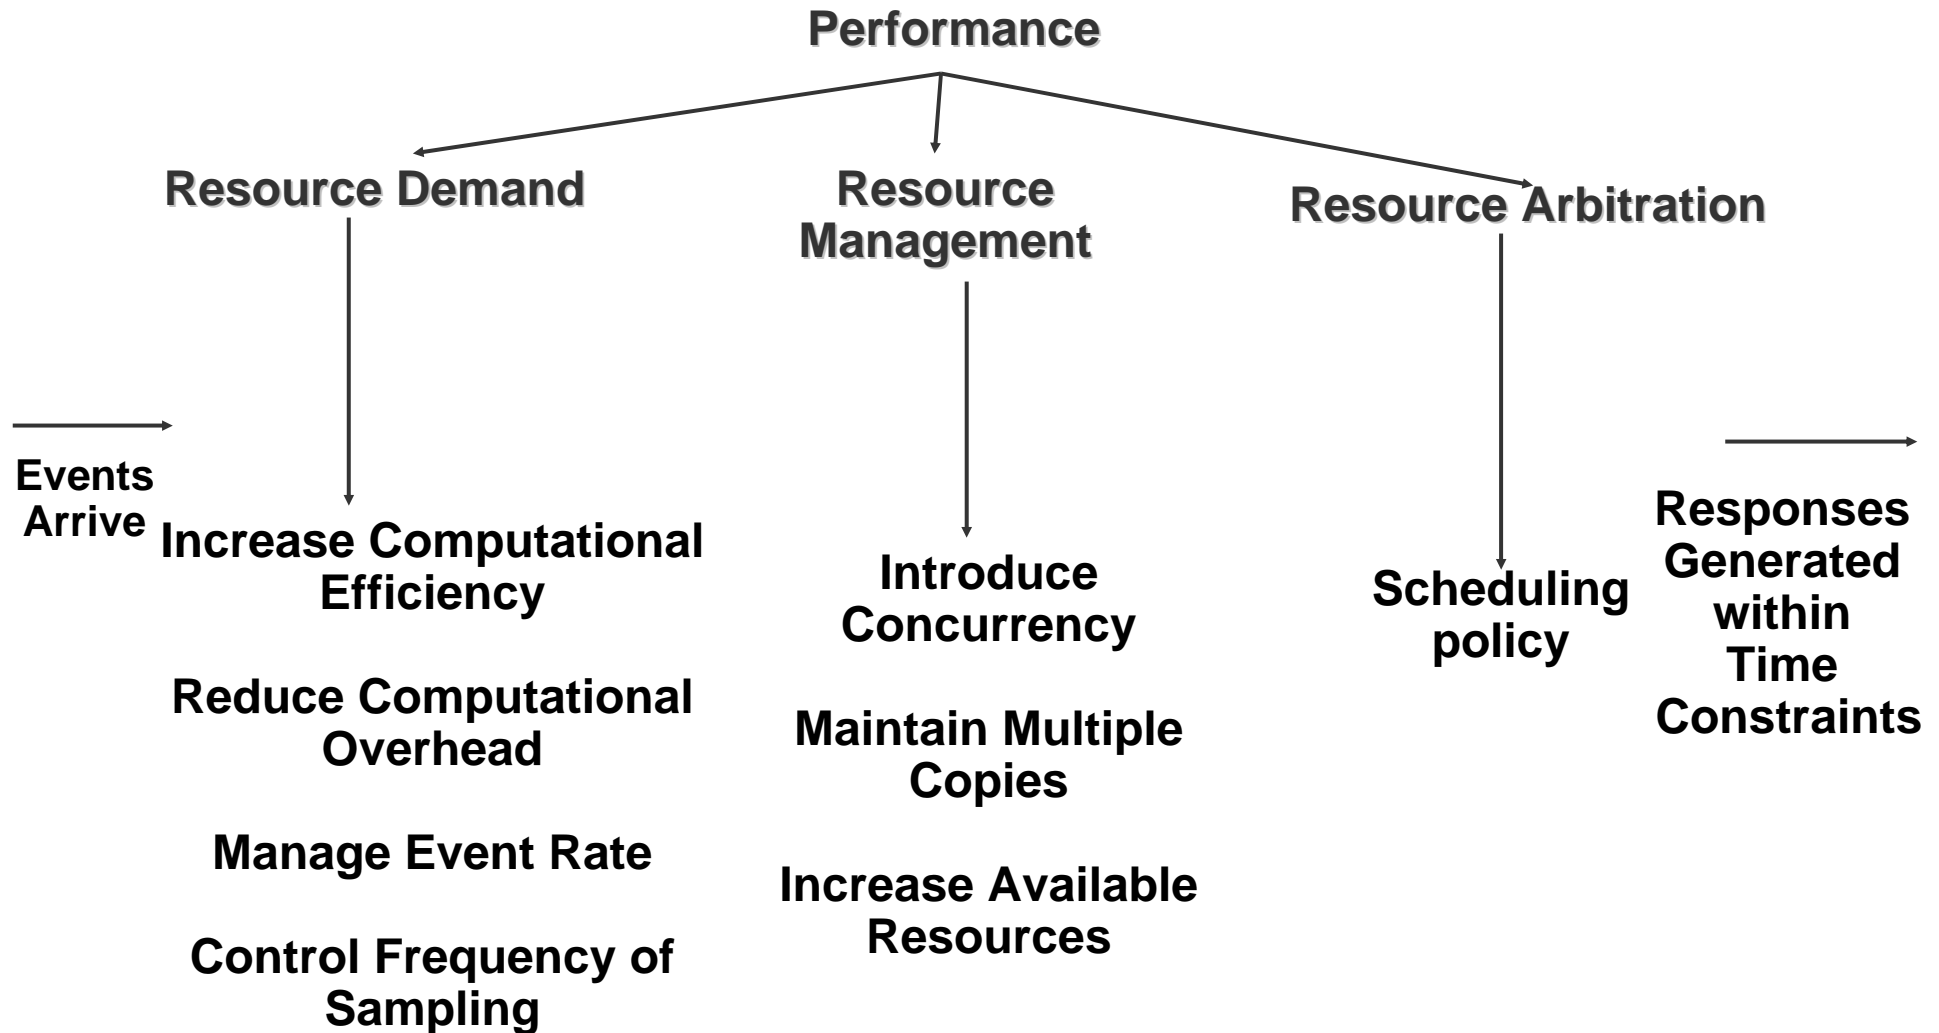 Performance
Resource Demand
Resource
Management
Resource Arbitration
Events
Arrive
Increase Computational
Efficiency
Reduce Computational
Overhead
Manage Event Rate
Control Frequency of
Sampling
Introduce
Concurrency
Maintain Multiple
Copies
Increase Available
Resources
Scheduling
policy
Responses
Generated
within
Time
Constraints